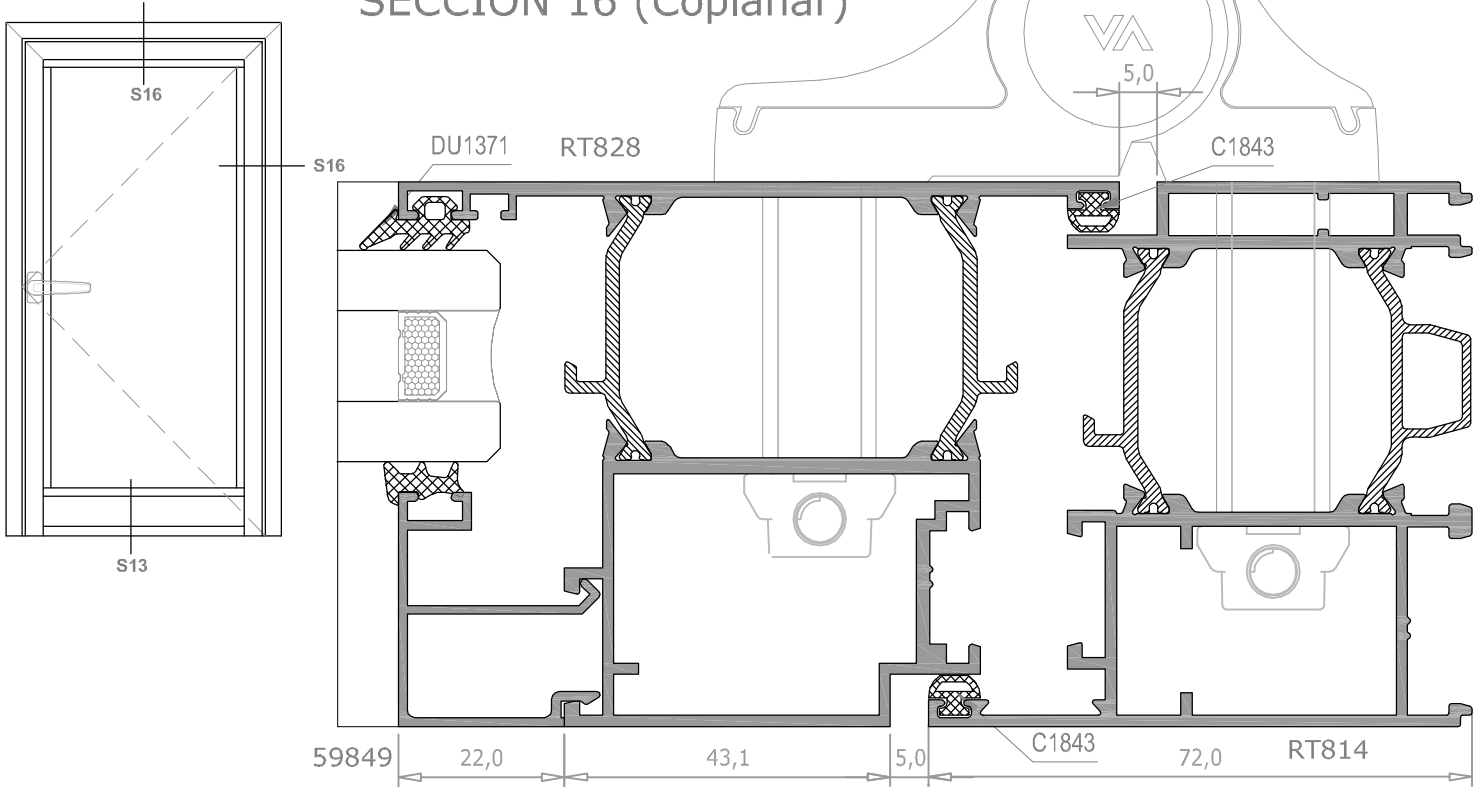 SECCIÓN 16 (Coplanar)
S16
5,0
DU1371
RT828
C1843
S16
S13
59849
22,0
43,1
5,0
C1843
72,0
RT814